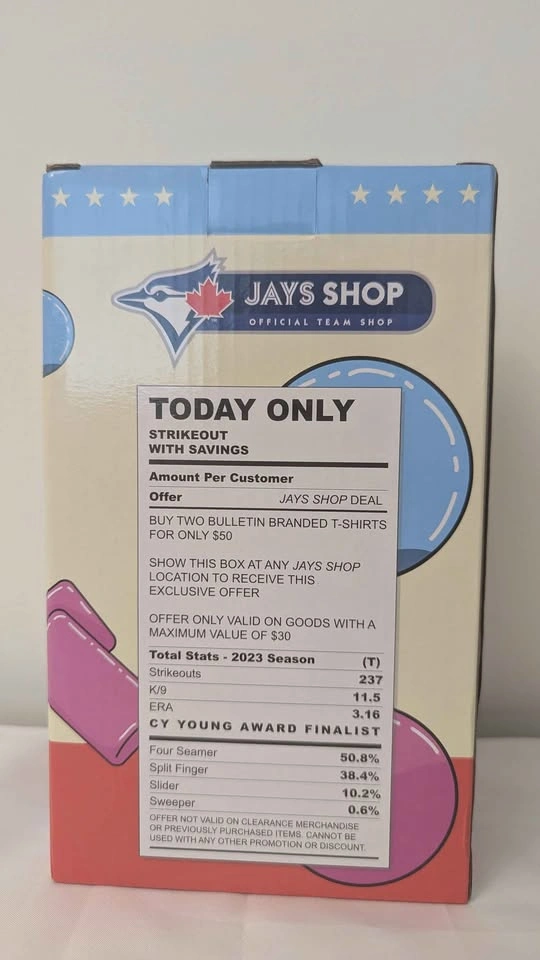 JAYS SHOP
OFFICIAL TEAM SHOP
TODAY ONLY
STRIKEOUT
WITH SAVINGS
Amount Per Customer
Offer JAYS SHOP DEAL
BUY TWO BULLETIN BRANDED T-SHIRTS
FOR ONLY $50
SHOW THIS BOX AT ANY JAYS SHOP
LOCATION TO RECEIVE THIS
EXCLUSIVE OFFER
OFFER ONLY VALID ON GOODS WITH A
MAXIMUM VALUE OF $30
Total Stats - 2023 Season (T)
Strikeouts 237
K/9 11.5
ERA 3.16
CY YOUNG AWARD FINALIST
Four Seamer 50.8%
Split Finger 38.4%
Slider 10.2%
Sweeper 0.6%
OFFER NOT VALID ON CLEARANCE MERCHANDISE
OR PREVIOUSLY PURCHASED ITEMS. CANNOT BE
USED WITH ANY OTHER PROMOTION OR DISCOUNT.